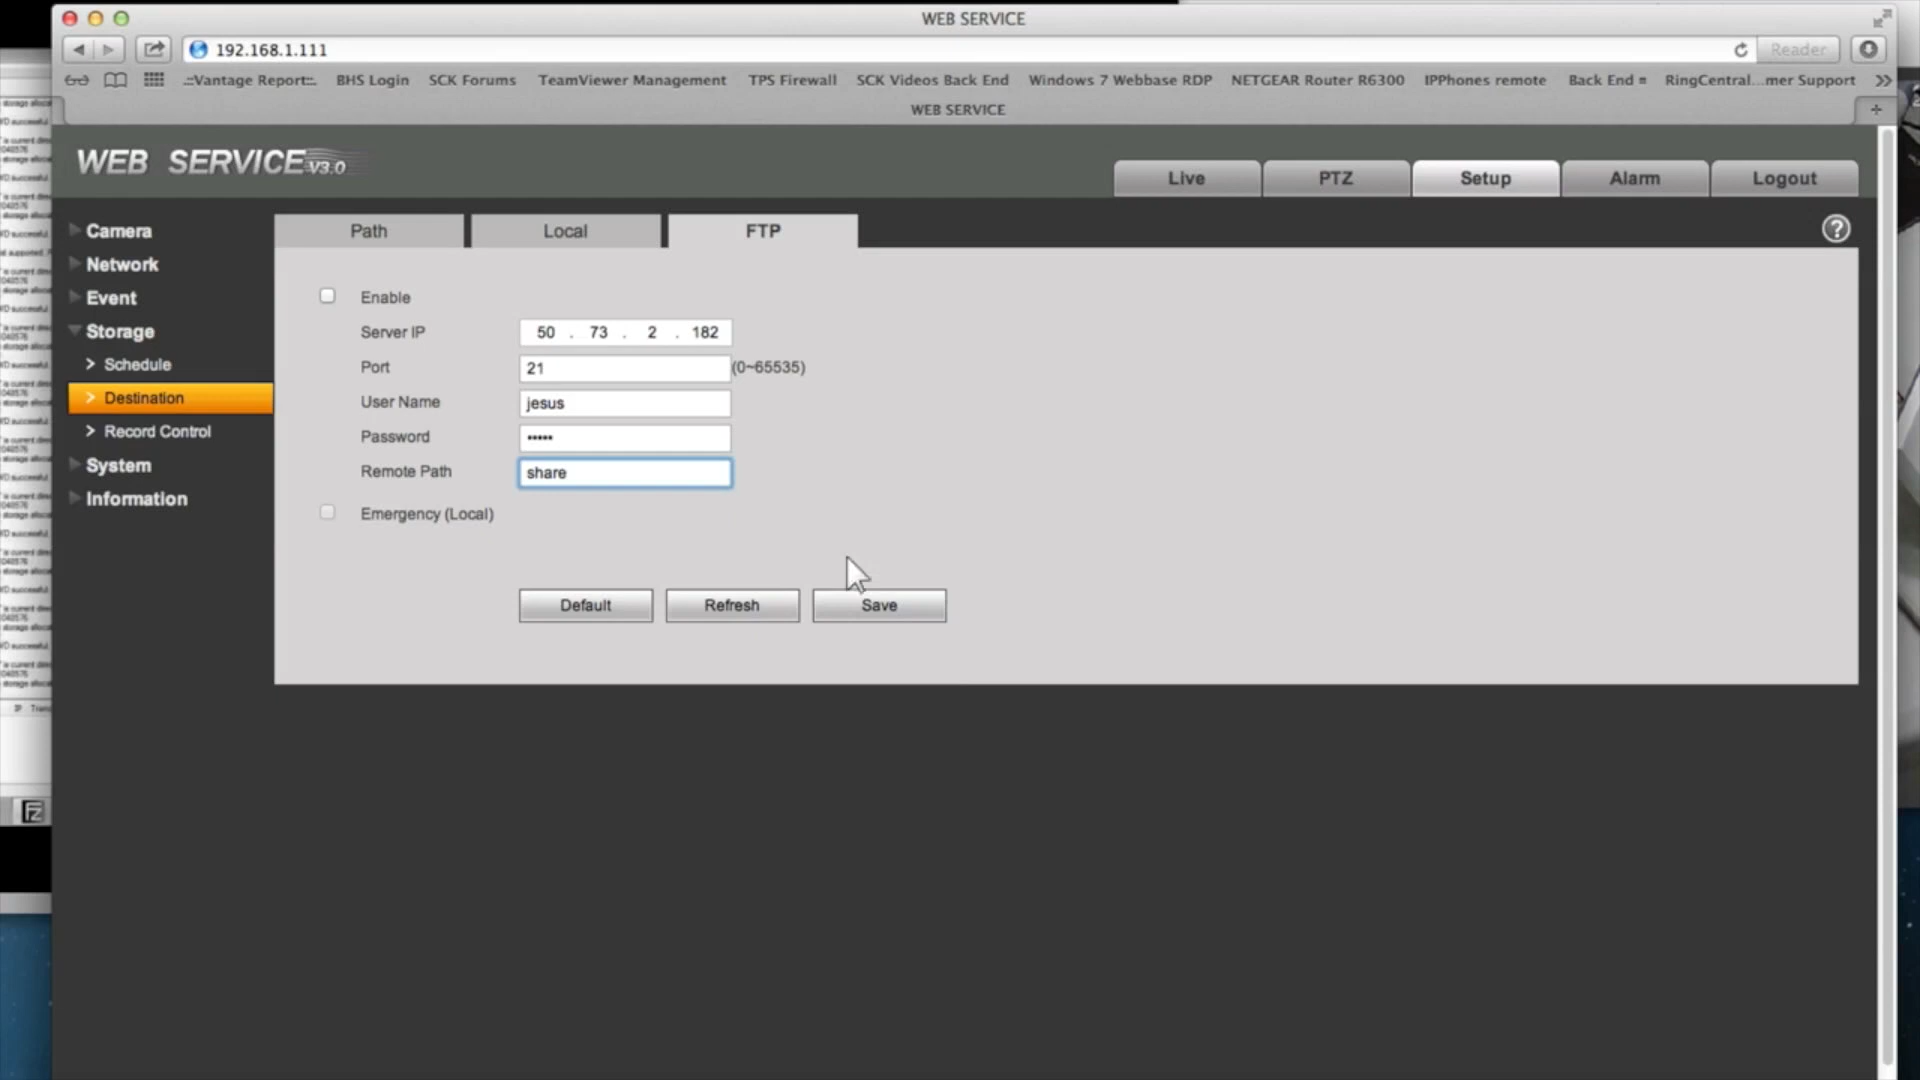 WEB SERVICE
192.168.1.111
Reader
.::Vantage Report::. BHS Login SCK Forums TeamViewer Management TPS Firewall SCK Videos Back End Windows 7 Webbase RDP NETGEAR Router R6300 IPPhones remote Back End RingCentral...mer Support
WEB SERVICE
WEB SERVICE V3.0
Live PTZ Setup Alarm Logout
Camera
Network
Event
Storage
Schedule
Destination
Record Control
System
Information
Path Local FTP
?
Enable
Server IP 50 . 73 . 2 . 182
Port 21 (0~65535)
User Name jesus
Password •••••
Remote Path share
Emergency (Local)
Default Refresh Save